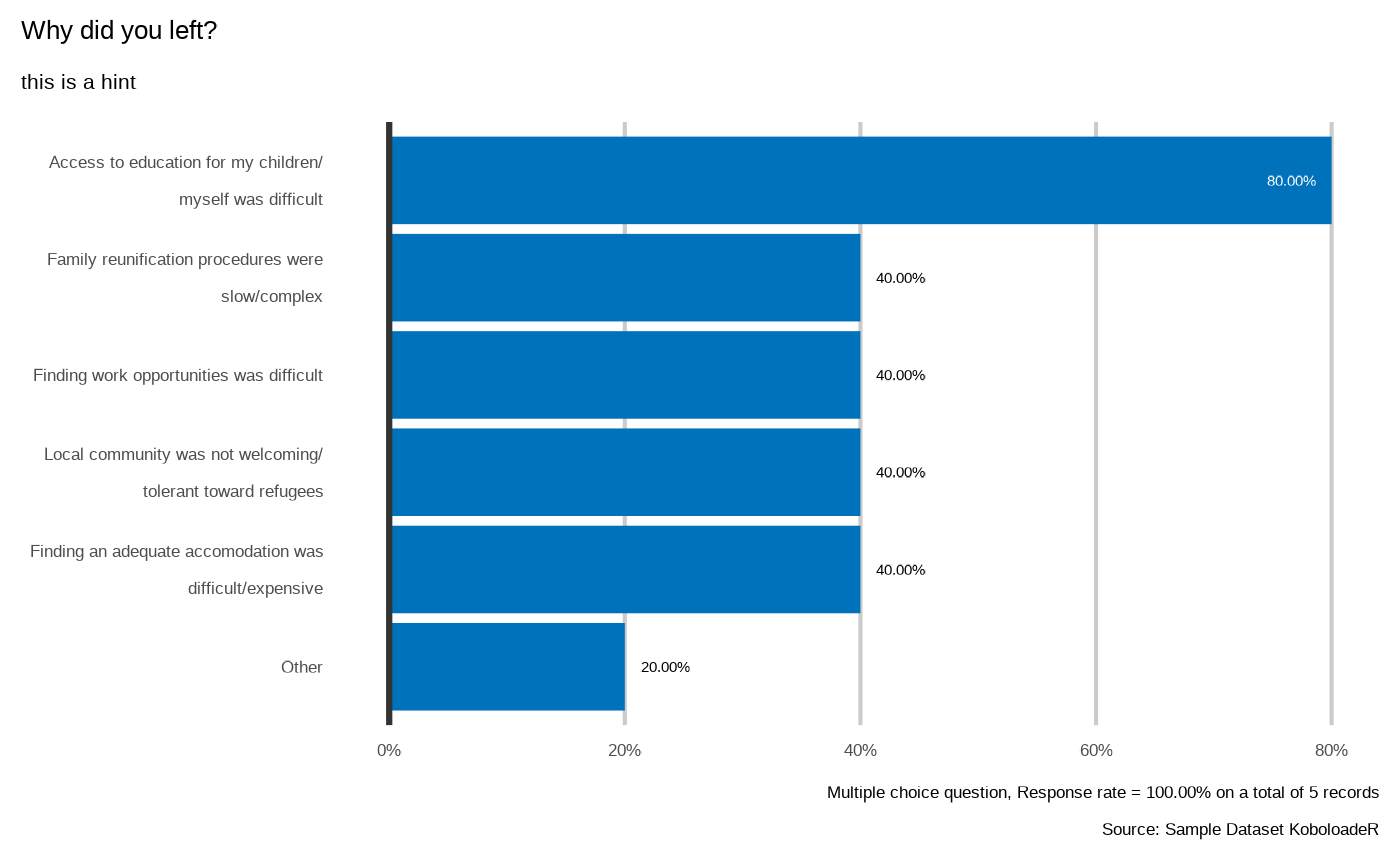 Why did you left?
this is a hint
Access to education for my children/
myself was difficult
80.00%
Family reunification procedures were
slow/complex
40.00%
Finding work opportunities was difficult
40.00%
Local community was not welcoming/
tolerant toward refugees
40.00%
Finding an adequate accomodation was
difficult/expensive
40.00%
Other
20.00%
0% 20% 40% 60% 80%
Multiple choice question, Response rate = 100.00% on a total of 5 records
Source: Sample Dataset KoboloadeR